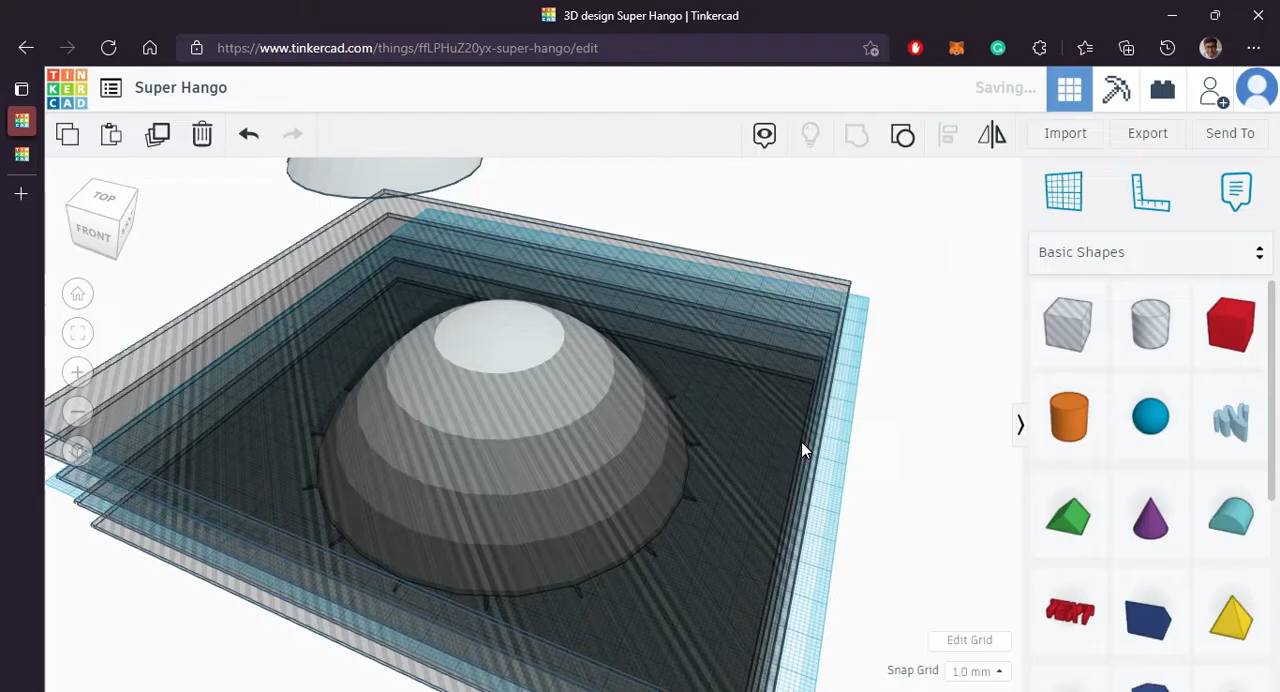 3D design Super Hango | Tinkercad
https://www.tinkercad.com/things/ffLPHuZ20yx-super-hango/edit
TIN
KER
CAD
Super Hango
Saving...
Import
Export
Send To
TOP
FRONT
Basic Shapes
TEXT
Edit Grid
Snap Grid
1.0 mm